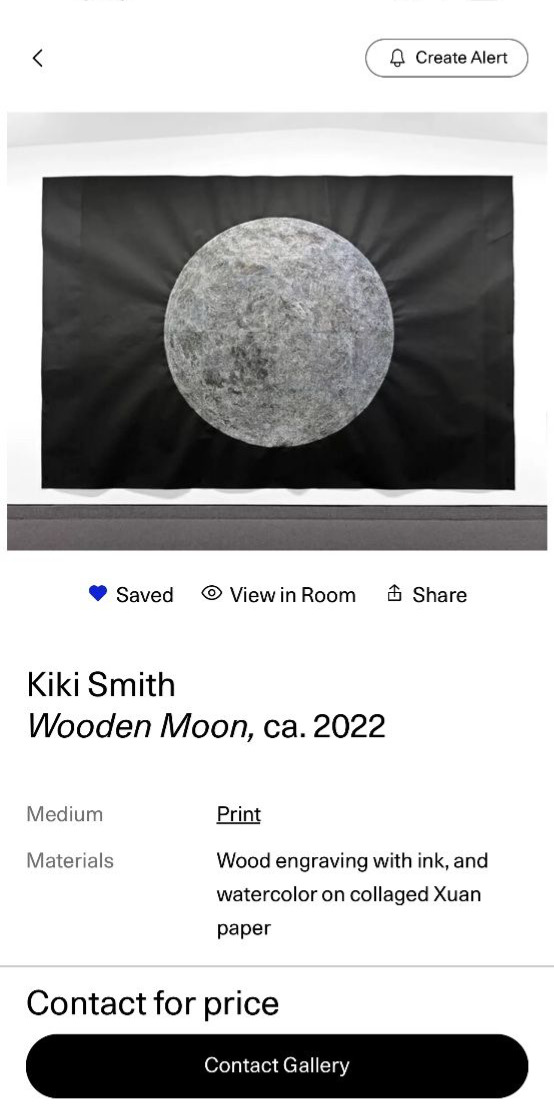 Create Alert
Saved
View in Room
Share
Kiki Smith
Wooden Moon, ca. 2022
Medium
Print
Materials
Wood engraving with ink, and
watercolor on collaged Xuan
paper
Contact for price
Contact Gallery